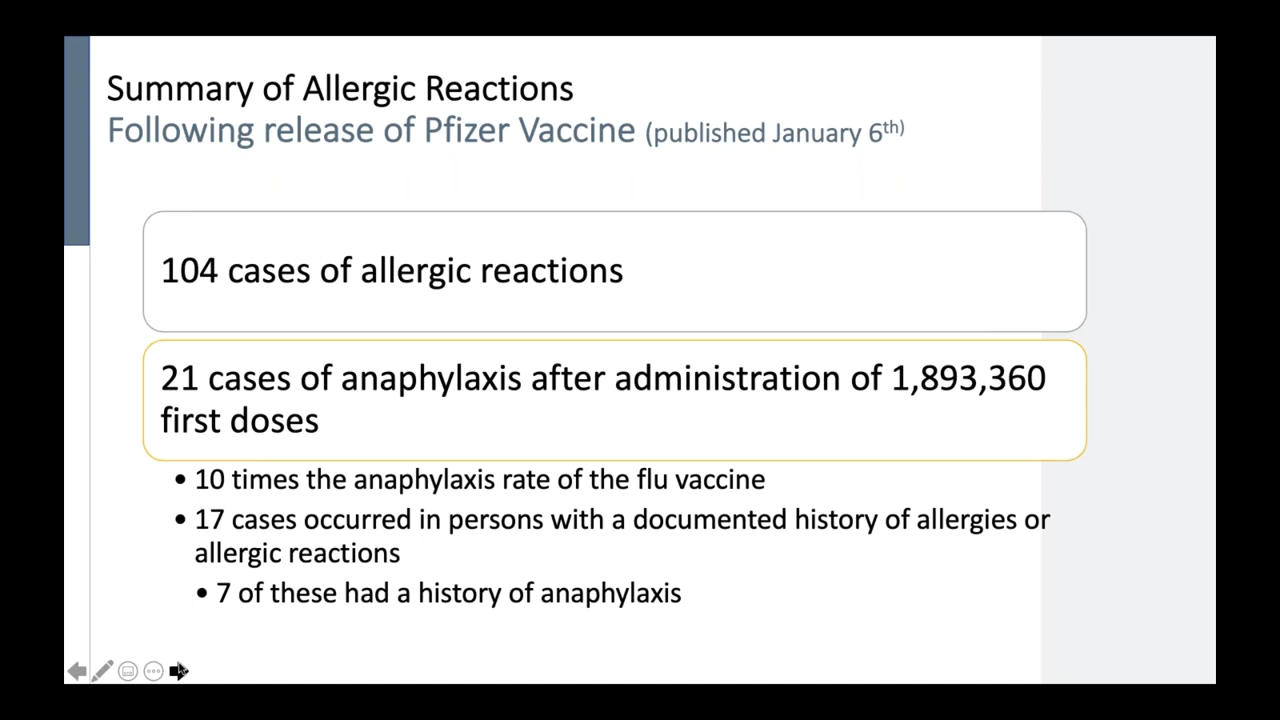 Summary of Allergic Reactions
Following release of Pfizer Vaccine (published January 6th)
104 cases of allergic reactions
21 cases of anaphylaxis after administration of 1,893,360
first doses
• 10 times the anaphylaxis rate of the flu vaccine
• 17 cases occurred in persons with a documented history of allergies or
allergic reactions
• 7 of these had a history of anaphylaxis